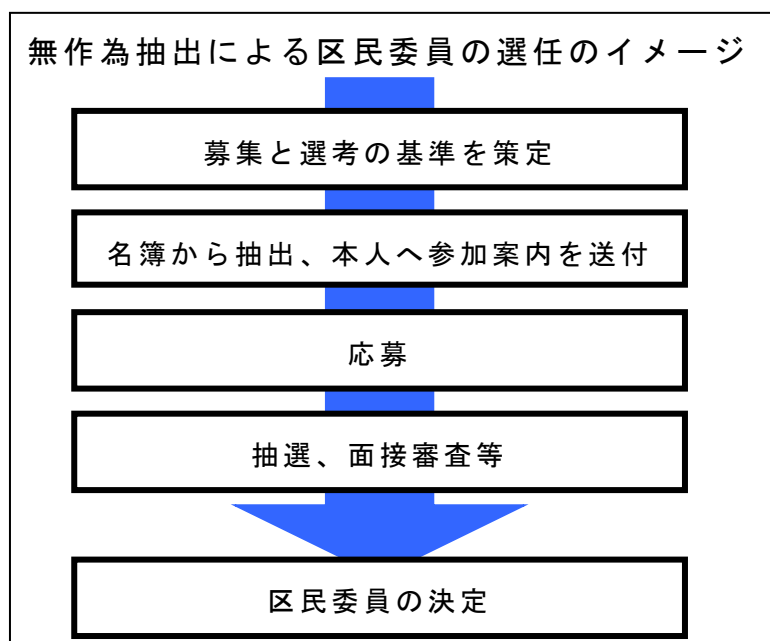 無作為抽出による区民委員の選任のイメージ
募集と選考の基準を策定
名簿から抽出、本人へ参加案内を送付
応募
抽選、面接審査等
区民委員の決定